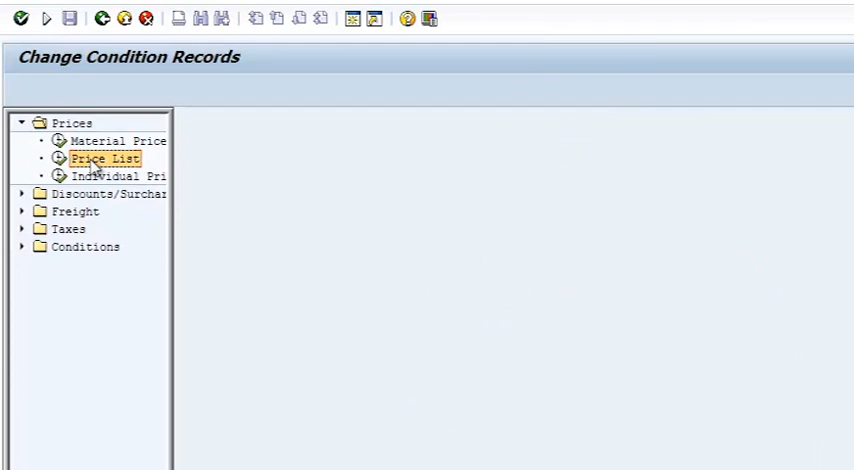 Change Condition Records
Prices
Material Price
Price List
Individual Pri
Discounts/Surchar
Freight
Taxes
Conditions